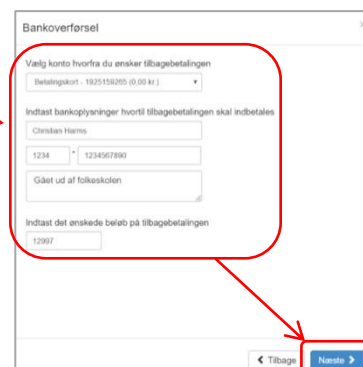 Bankoverførsel
×
Vælg konto hvorfra du ønsker tilbagebetalingen
Betalingskort - 1925159265 (0,00 kr.)
Indtast bankoplysninger hvortil tilbagebetalingen skal indbetales
Christian Harms
1234 * 1234567890
Gået ud af folkeskolen
Indtast det ønskede beløb på tilbagebetalingen
12997
Tilbage Næste